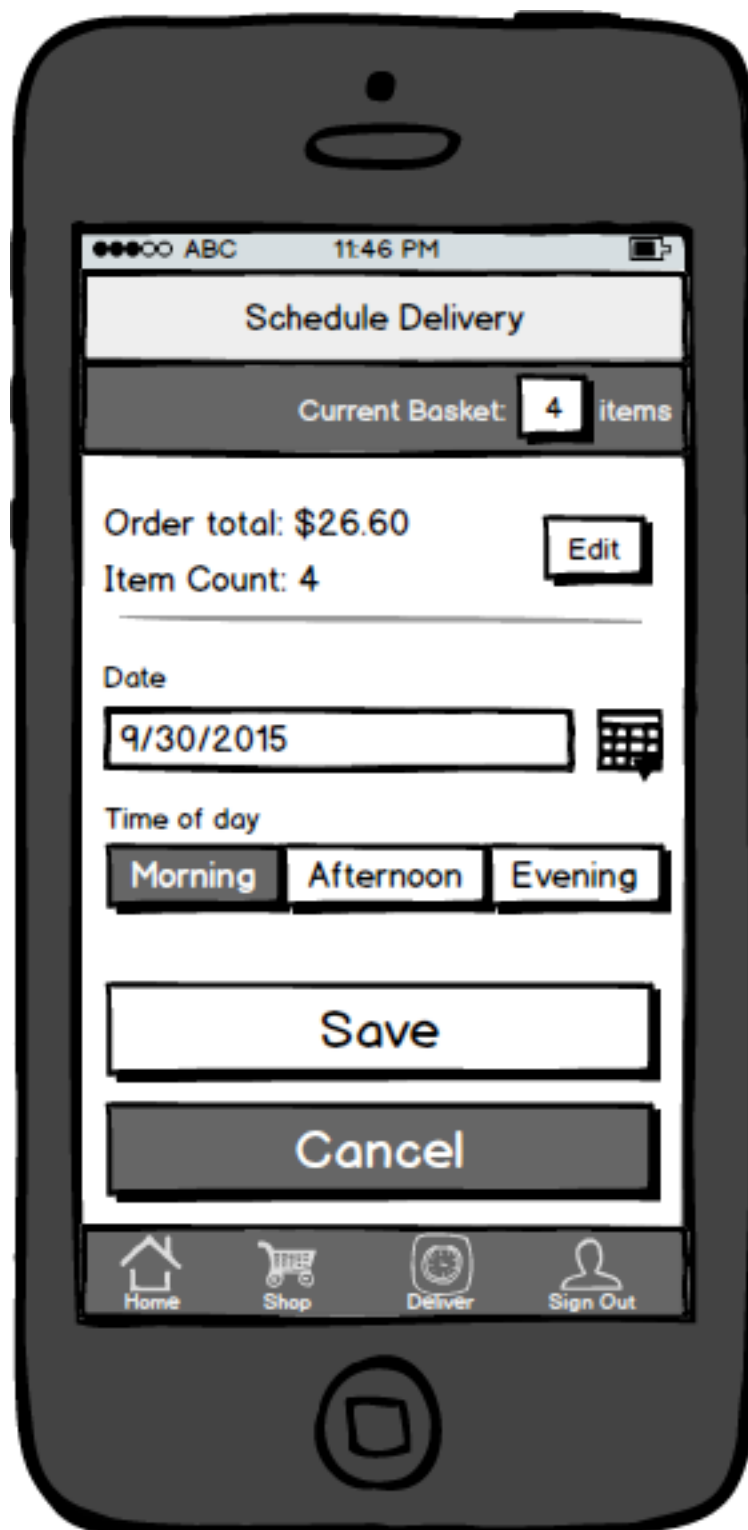 ABC 11:46 PM
Schedule Delivery
Current Basket: 4 items
Order total: $26.60
Edit
Item Count: 4
Date
9/30/2015
Time of day
Morning Afternoon Evening
Save
Cancel
Home Shop Deliver Sign Out